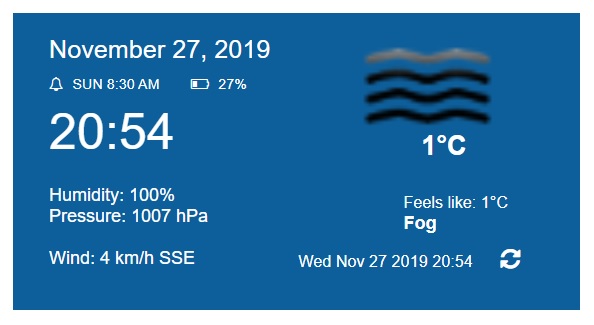 November 27, 2019
SUN 8:30 AM 27%
20:54
1°C
Humidity: 100%
Pressure: 1007 hPa
Feels like: 1°C
Fog
Wind: 4 km/h SSE
Wed Nov 27 2019 20:54